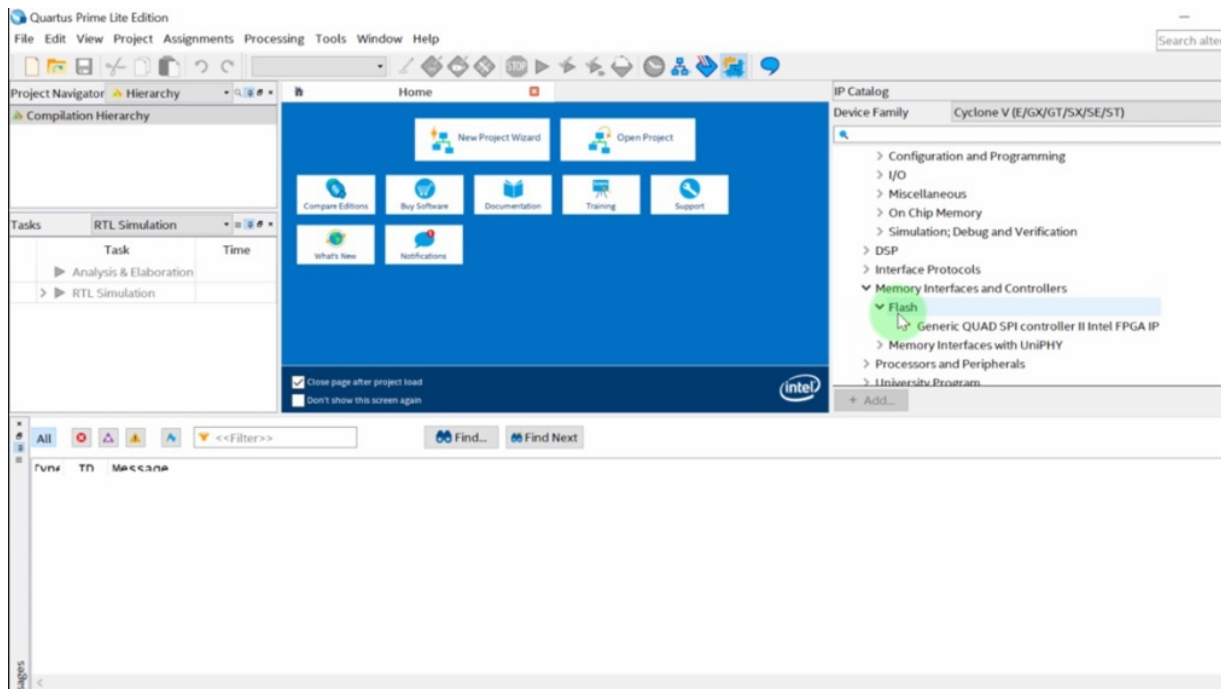 Quartus Prime Lite Edition
File Edit View Project Assignments Processing Tools Window Help
Search alte
Project Navigator Hierarchy
Compilation Hierarchy
Tasks RTL Simulation
Task Time
Analysis & Elaboration
RTL Simulation
Home
New Project Wizard
Open Project
Compare Editions
Buy Software
Documentation
Training
Support
What's New
Notifications
Close page after project load
Don't show this screen again
intel
IP Catalog
Device Family Cyclone V (E/GX/GT/SX/SE/ST)
Configuration and Programming
I/O
Miscellaneous
On Chip Memory
Simulation; Debug and Verification
DSP
Interface Protocols
Memory Interfaces and Controllers
Flash
Generic QUAD SPI controller II Intel FPGA IP
Memory Interfaces with UniPHY
Processors and Peripherals
University Program
+ Add...
All <<Filter>> Find... Find Next
Type ID Message
ages